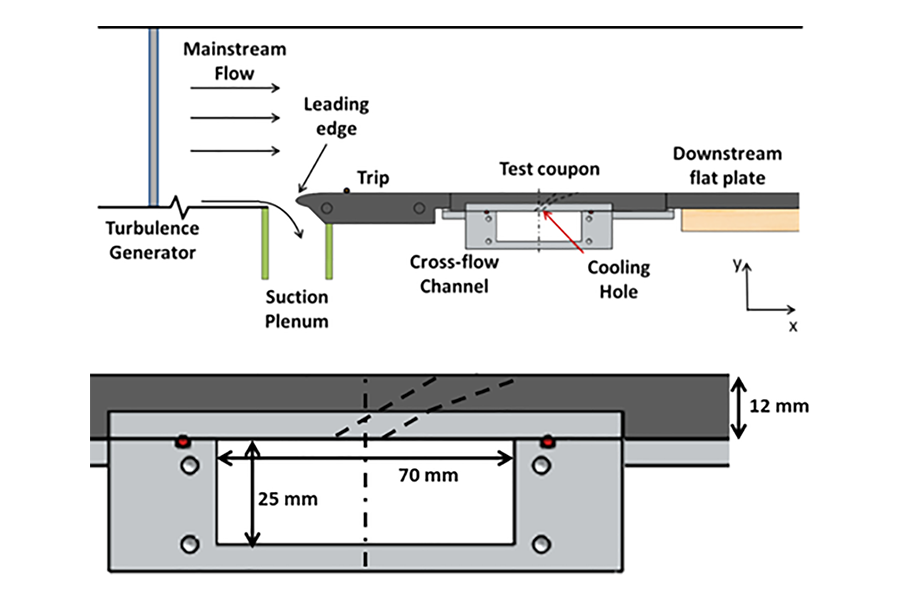 Mainstream
Flow
Leading
edge
Trip
Test coupon
Downstream
flat plate
Turbulence
Generator
Suction
Plenum
Cross-flow
Channel
Cooling
Hole
y
x
12 mm
70 mm
25 mm